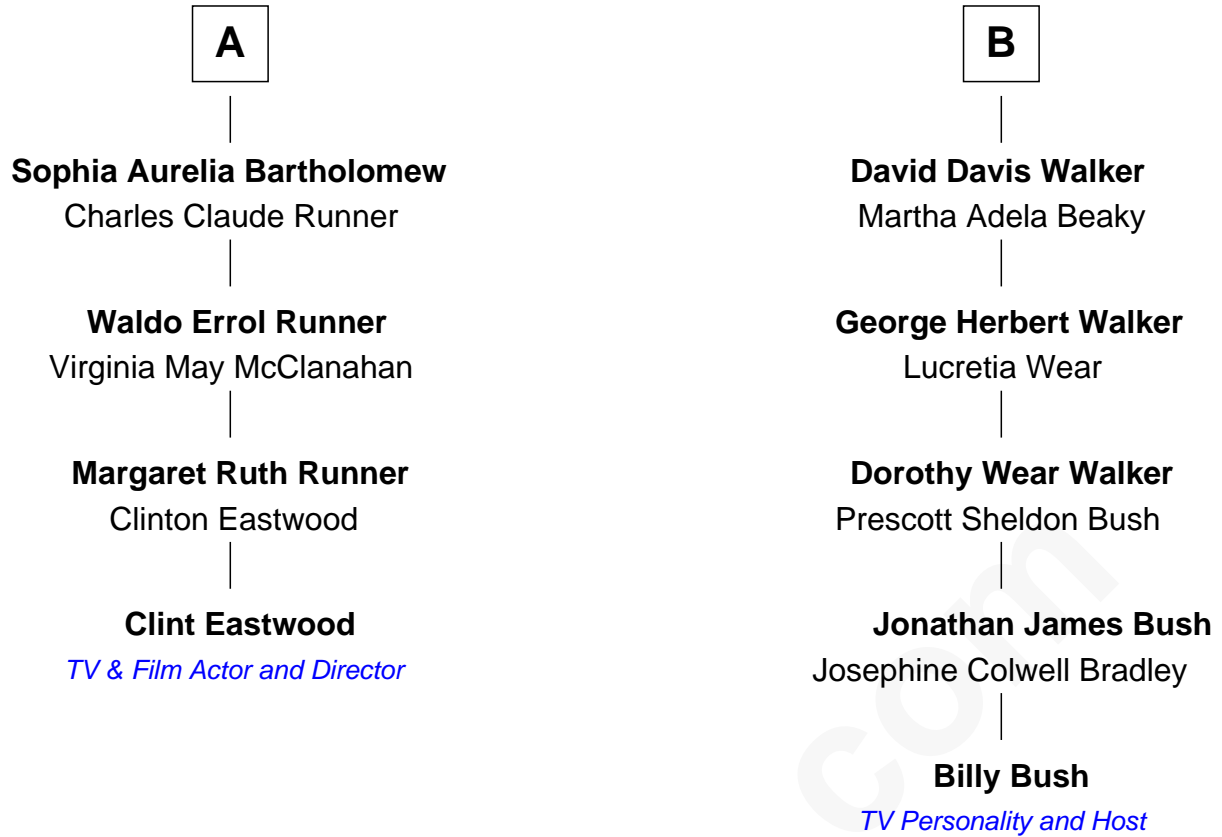 A
Sophia Aurelia Bartholomew
Charles Claude Runner
Waldo Errol Runner
Virginia May McClanahan
Margaret Ruth Runner
Clinton Eastwood
Clint Eastwood
TV & Film Actor and Director
B
David Davis Walker
Martha Adela Beaky
George Herbert Walker
Lucretia Wear
Dorothy Wear Walker
Prescott Sheldon Bush
Jonathan James Bush
Josephine Colwell Bradley
Billy Bush
TV Personality and Host
com